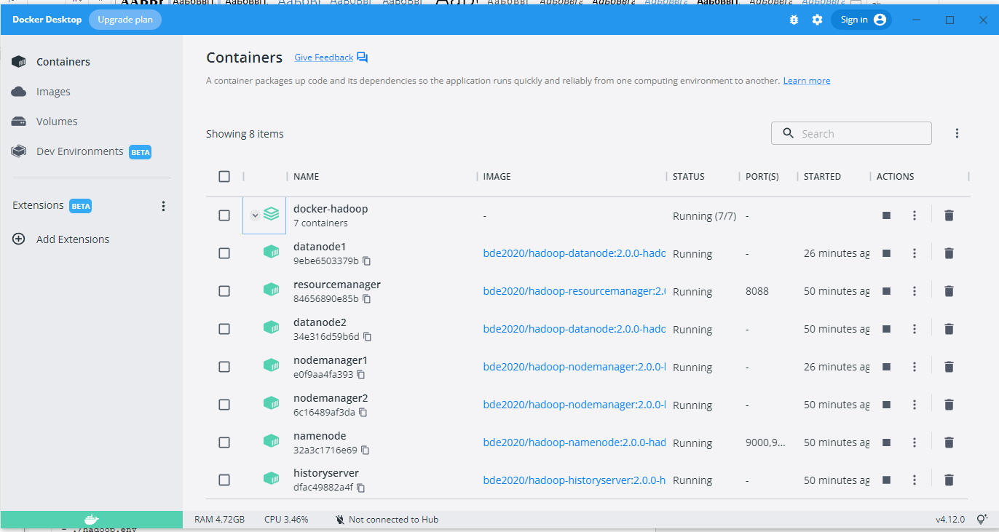 Docker Desktop Upgrade plan Sign in
Containers
Images
Volumes
Dev Environments BETA
Extensions BETA
Add Extensions
Containers Give Feedback
A container packages up code and its dependencies so the application runs quickly and reliably from one computing environment to another. Learn more
Showing 8 items Search
NAME IMAGE STATUS PORT(S) STARTED ACTIONS
docker-hadoop - Running (7/7) -
7 containers
datanode1 bde2020/hadoop-datanode:2.0.0-hado Running - 26 minutes ag
9ebe6503379b
resourcemanager bde2020/hadoop-resourcemanager:2.( Running 8088 50 minutes ag
84656890e85b
datanode2 bde2020/hadoop-datanode:2.0.0-hado Running - 50 minutes ag
34e316d59b6d
nodemanager1 bde2020/hadoop-nodemanager:2.0.0-l Running - 26 minutes ag
e0f9aa4fa393
nodemanager2 bde2020/hadoop-nodemanager:2.0.0-l Running - 50 minutes ag
6c16489af3da
namenode bde2020/hadoop-namenode:2.0.0-had Running 9000,9... 50 minutes ag
32a3c1716e69
historyserver bde2020/hadoop-historyserver:2.0.0-h Running - 50 minutes ag
dfac49882a4f
RAM 4.72GB CPU 3.46% Not connected to Hub v4.12.0
- ./hadoop.env